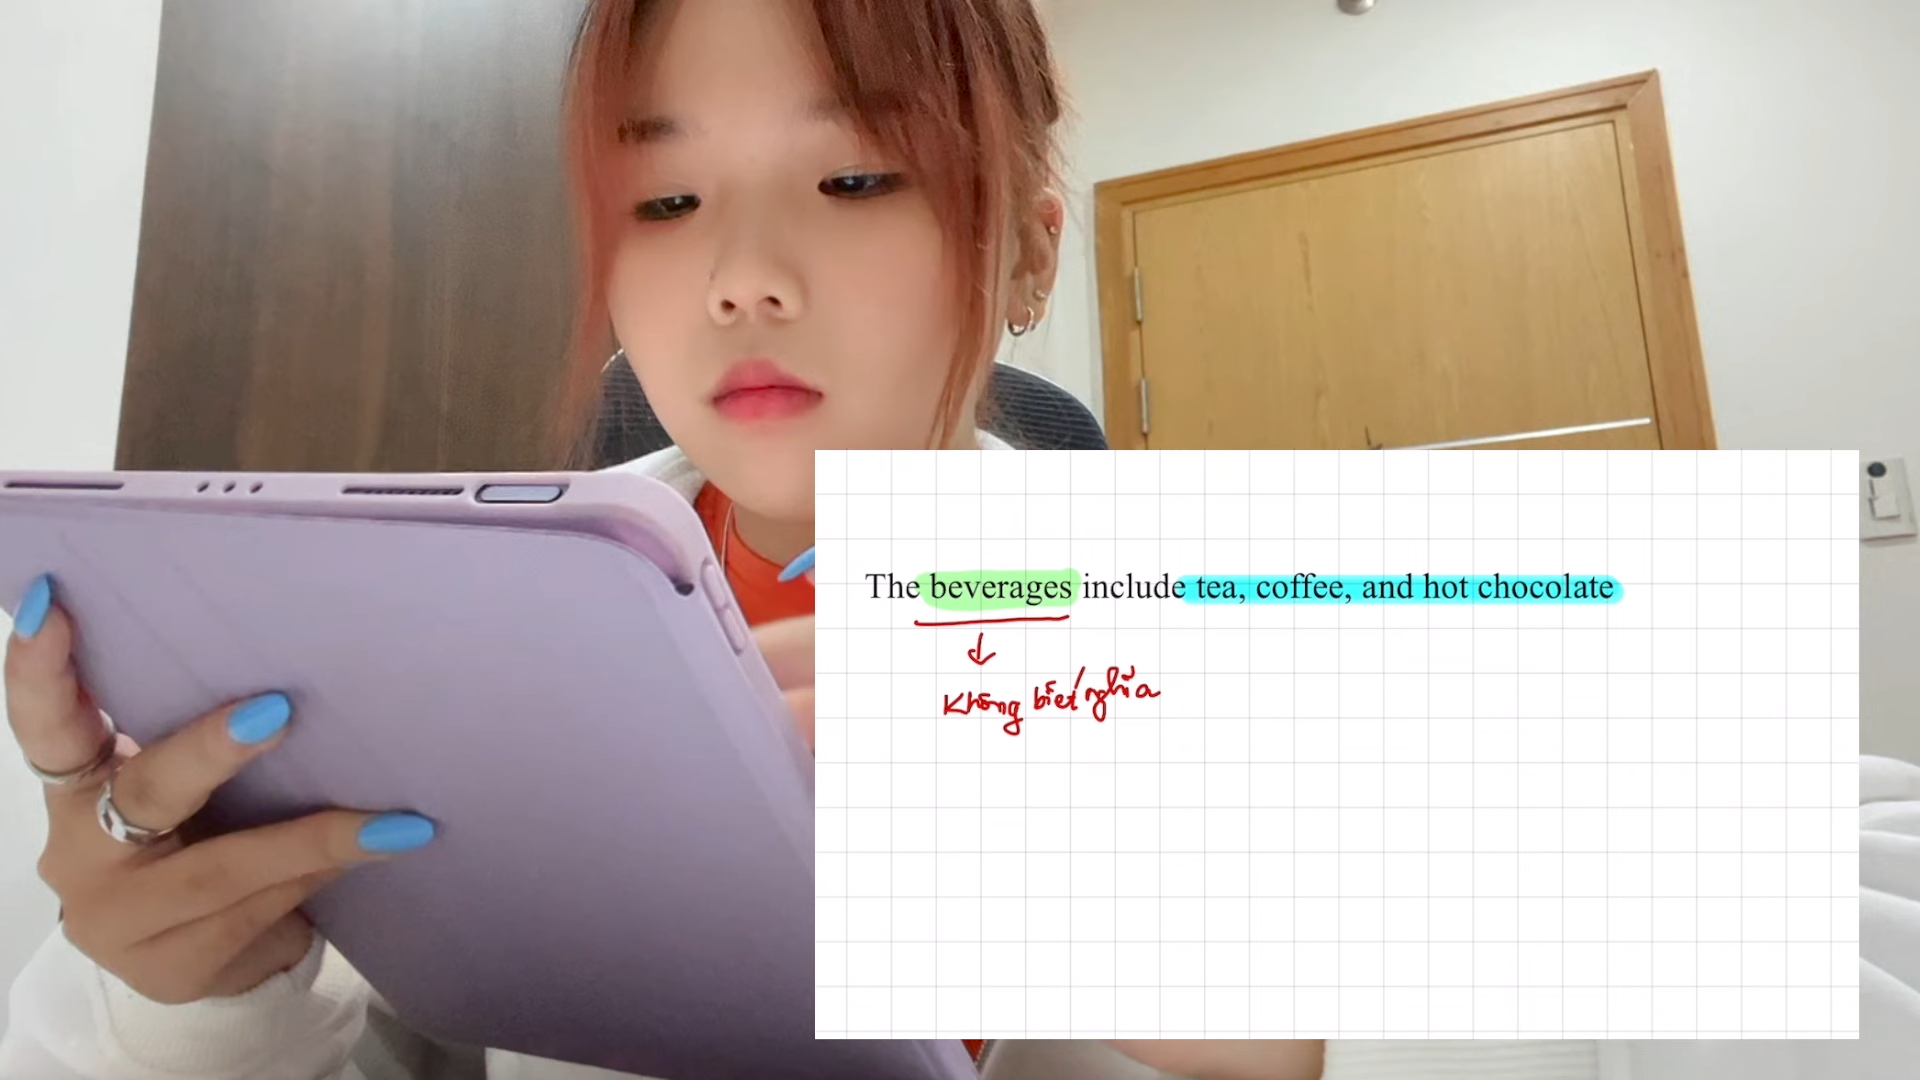 The beverages include tea, coffee, and hot chocolate
Không biết nghĩa